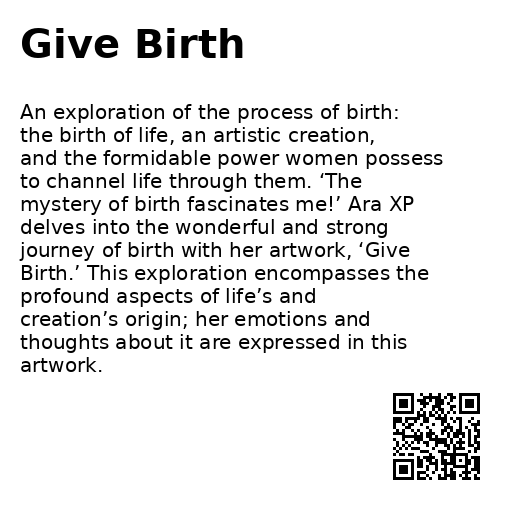 Give Birth
An exploration of the process of birth:
the birth of life, an artistic creation,
and the formidable power women possess
to channel life through them. ‘The
mystery of birth fascinates me!’ Ara XP
delves into the wonderful and strong
journey of birth with her artwork, ‘Give
Birth.’ This exploration encompasses the
profound aspects of life’s and
creation’s origin; her emotions and
thoughts about it are expressed in this
artwork.